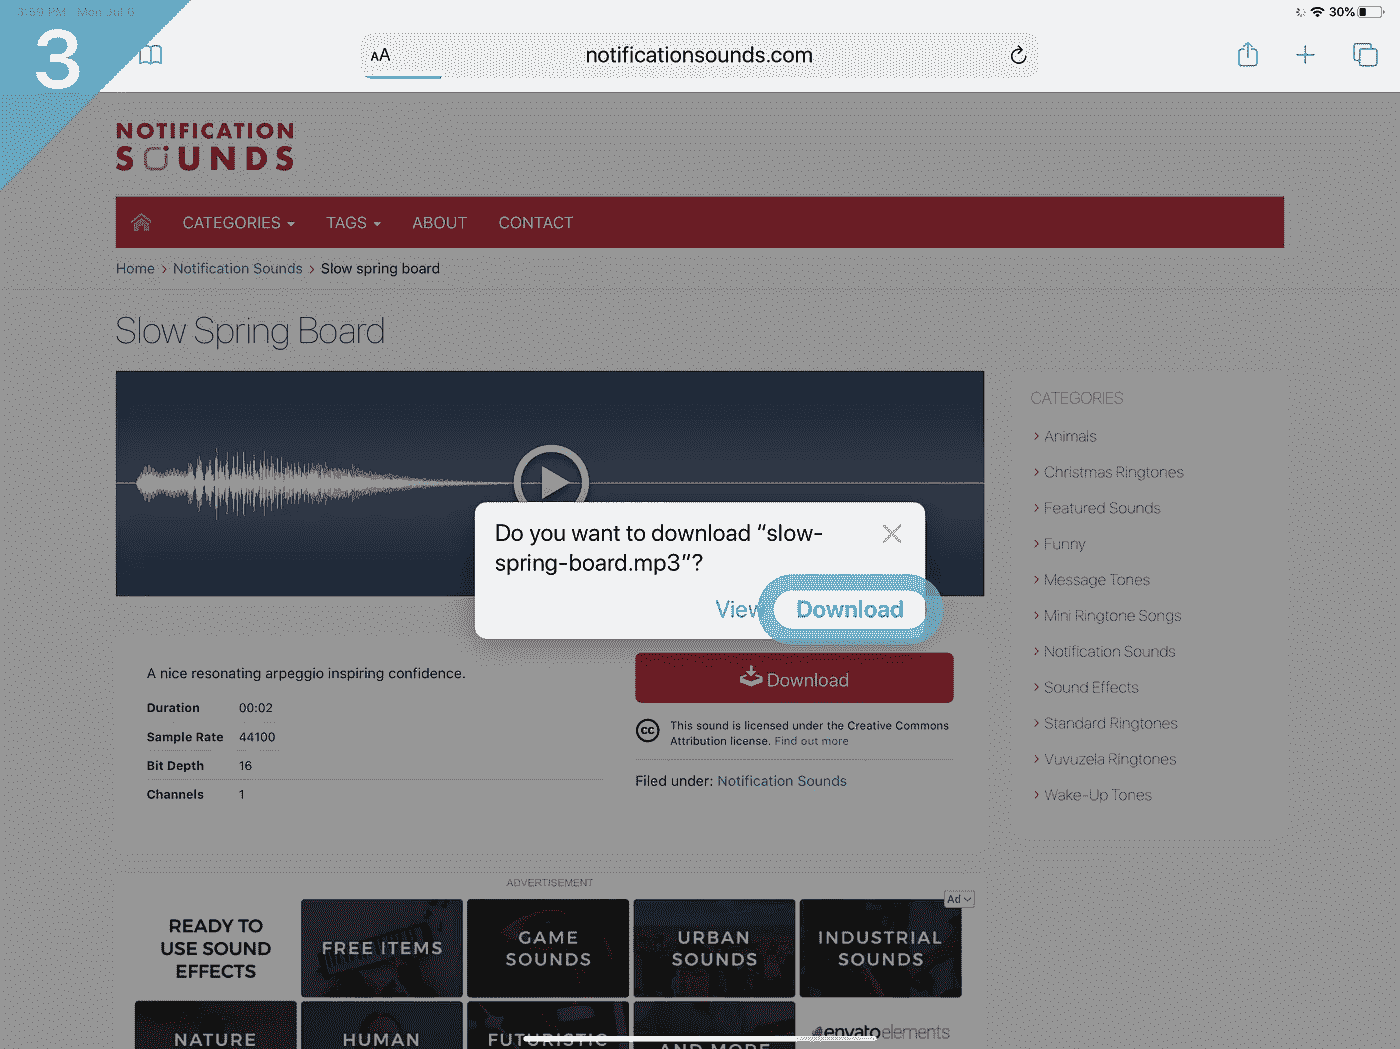 3:59 PM Mon Jul 6
30%
3
AA
notificationsounds.com
NOTIFICATION
SOUNDS
CATEGORIES
TAGS
ABOUT
CONTACT
Home > Notification Sounds > Slow spring board
Slow Spring Board
Do you want to download “slow-
spring-board.mp3”?
View
Download
A nice resonating arpeggio inspiring confidence.
Duration 00:02
Sample Rate 44100
Bit Depth 16
Channels 1
Download
cc
This sound is licensed under the Creative Commons
Attribution license. Find out more
Filed under: Notification Sounds
CATEGORIES
> Animals
> Christmas Ringtones
> Featured Sounds
> Funny
> Message Tones
> Mini Ringtone Songs
> Notification Sounds
> Sound Effects
> Standard Ringtones
> Vuvuzela Ringtones
> Wake-Up Tones
ADVERTISEMENT
Ad
READY TO
USE SOUND
EFFECTS
FREE ITEMS
GAME
SOUNDS
URBAN
SOUNDS
INDUSTRIAL
SOUNDS
NATURE
HUMAN
FUTURISTIC
AND MORE
envato elements